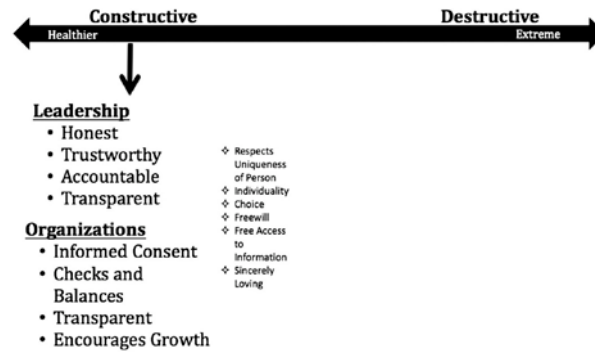 Constructive
Destructive
Healthier
Extreme
Leadership
• Honest
• Trustworthy
• Accountable
• Transparent
Organizations
• Informed Consent
• Checks and
Balances
• Transparent
• Encourages Growth
❖ Respects
Uniqueness
of Person
❖ Individuality
❖ Choice
❖ Freewill
❖ Free Access
to
Information
❖ Sincerely
Loving